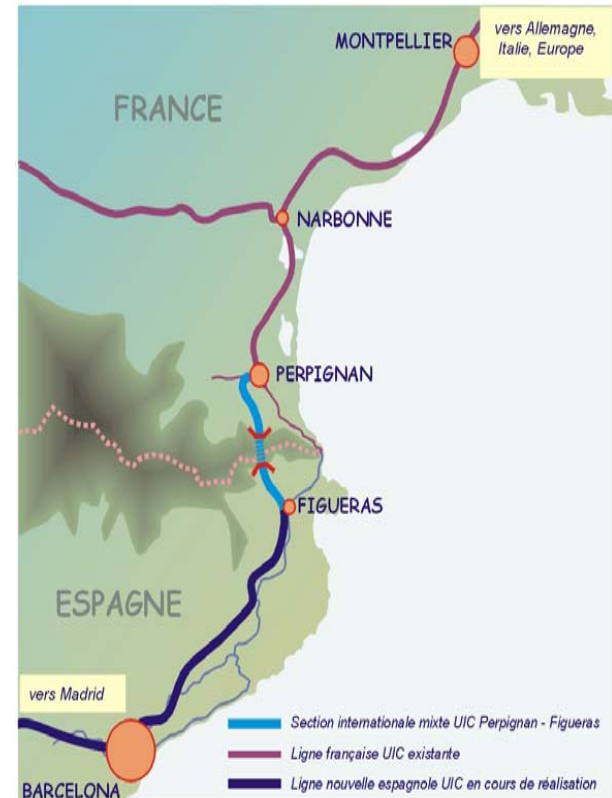 vers Allemagne,
Italie, Europe
MONTPELLIER
FRANCE
NARBONNE
PERPIGNAN
FIGUERAS
ESPAGNE
vers Madrid
BARCELONA
Section internationale mixte UIC Perpignan - Figueras
Ligne française UIC existante
Ligne nouvelle espagnole UIC en cours de réalisation